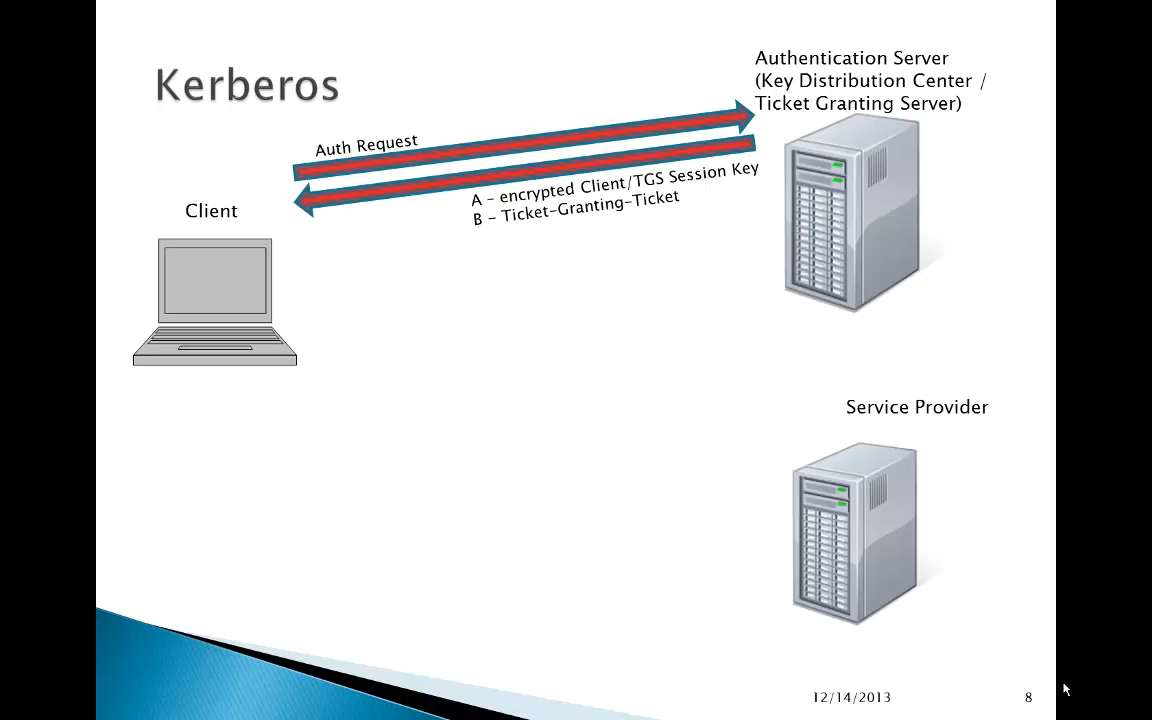 Kerberos
Authentication Server
(Key Distribution Center /
Ticket Granting Server)
Auth Request
A - encrypted Client/TGS Session Key
B - Ticket-Granting-Ticket
Client
Service Provider
12/14/2013
8